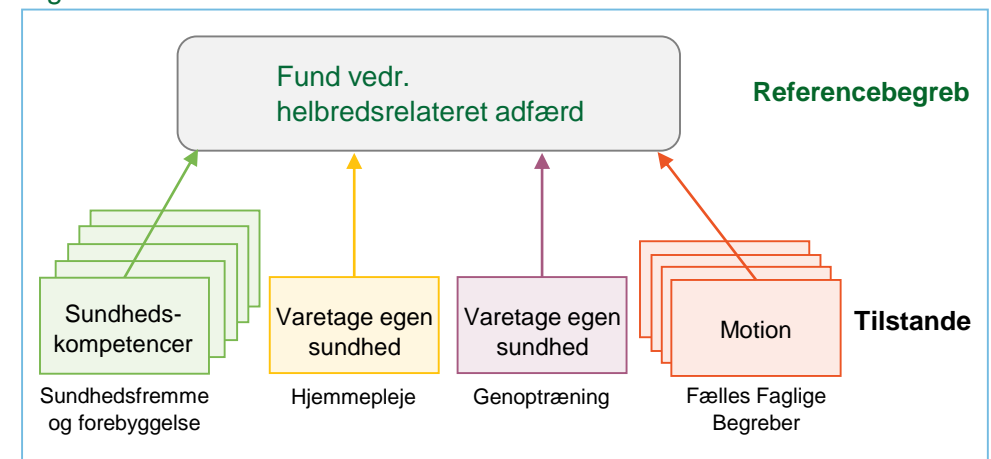 Fund vedr.
helbredsrelateret adfærd
Referencebegreb
Sundheds-
kompetencer
Varetage egen
sundhed
Varetage egen
sundhed
Motion
Tilstande
Sundhedsfremme
og forebyggelse
Hjemmepleje
Genoptræning
Fælles Faglige
Begreber